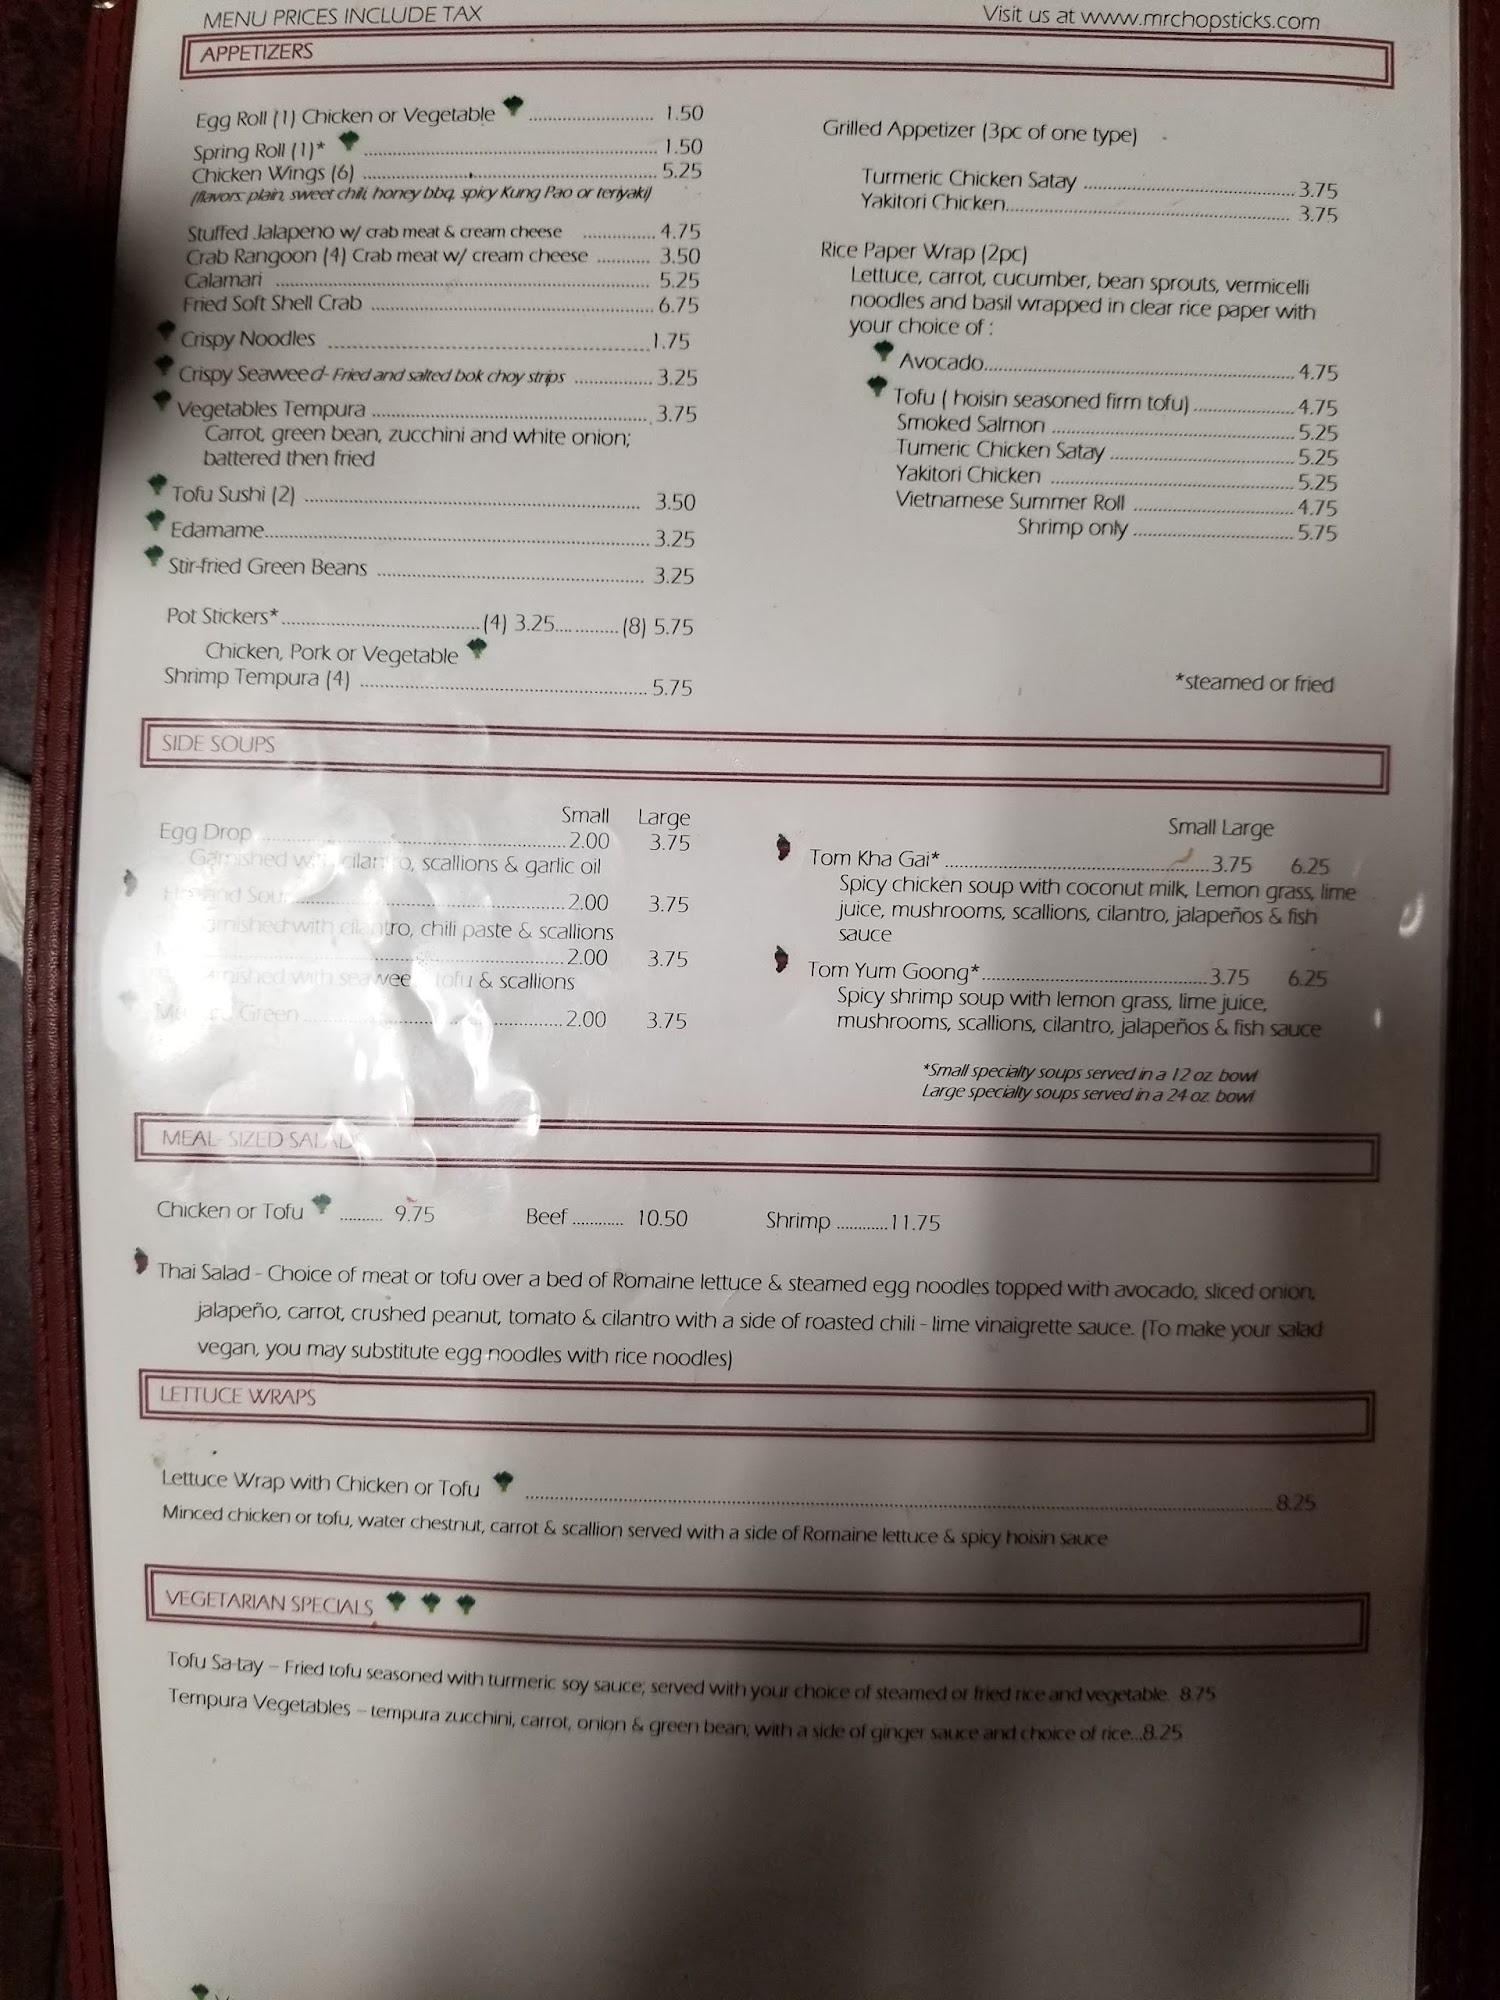 MENU PRICES INCLUDE TAX
Visit us at www.mrchopsticks.com
APPETIZERS
Egg Roll (1) Chicken or Vegetable ........................ 1.50
Spring Roll (1)* ........................ 1.50
Chicken Wings (6) ........................ 5.25
(flavors: plain, sweet chili, honey bbq, spicy Kung Pao or teriyaki)
Stuffed Jalapeno w/ crab meat & cream cheese .............. 4.75
Crab Rangoon (4) Crab meat w/ cream cheese ........... 3.50
Calamari ........................ 5.25
Fried Soft Shell Crab ........................ 6.75
Crispy Noodles ........................ 1.75
Crispy Seaweed- Fried and salted bok choy strips ............... 3.25
Vegetables Tempura ........................ 3.75
Carrot, green bean, zucchini and white onion;
battered then fried
Tofu Sushi (2) ........................ 3.50
Edamame........................ 3.25
Stir-fried Green Beans ........................ 3.25
Pot Stickers*........................ (4) 3.25............. (8) 5.75
Chicken, Pork or Vegetable
Shrimp Tempura (4) ........................ 5.75
Grilled Appetizer (3pc of one type)
Turmeric Chicken Satay ........................ 3.75
Yakitori Chicken........................ 3.75
Rice Paper Wrap (2pc)
Lettuce, carrot, cucumber, bean sprouts, vermicelli
noodles and basil wrapped in clear rice paper with
your choice of :
Avocado........................ 4.75
Tofu ( hoisin seasoned firm tofu) .................... 4.75
Smoked Salmon ........................ 5.25
Tumeric Chicken Satay ........................ 5.25
Yakitori Chicken ........................ 5.25
Vietnamese Summer Roll ........................ 4.75
Shrimp only ........................ 5.75
*steamed or fried
SIDE SOUPS
Small Large
Egg Drop ........................ 2.00 3.75
Garnished with cilantro, scallions & garlic oil
........................ 2.00 3.75
Garnished with cilantro, chili paste & scallions
........................ 2.00 3.75
Garnished with seaweed, tofu & scallions
Green ........................ 2.00 3.75
Small Large
Tom Kha Gai* ........................ 3.75 6.25
Spicy chicken soup with coconut milk, Lemon grass, lime
juice, mushrooms, scallions, cilantro, jalapeños & fish
sauce
Tom Yum Goong*........................ 3.75 6.25
Spicy shrimp soup with lemon grass, lime juice,
mushrooms, scallions, cilantro, jalapeños & fish sauce
*Small specialty soups served in a 12 oz. bowl
Large specialty soups served in a 24 oz. bowl
MEAL- SIZED SALADS
Chicken or Tofu .......... 9.75 Beef ............ 10.50 Shrimp ............ 11.75
Thai Salad - Choice of meat or tofu over a bed of Romaine lettuce & steamed egg noodles topped with avocado, sliced onion,
jalapeño, carrot, crushed peanut, tomato & cilantro with a side of roasted chili - lime vinaigrette sauce. (To make your salad
vegan, you may substitute egg noodles with rice noodles)
LETTUCE WRAPS
Lettuce Wrap with Chicken or Tofu ........................ 8.25
Minced chicken or tofu, water chestnut, carrot & scallion served with a side of Romaine lettuce & spicy hoisin sauce
VEGETARIAN SPECIALS
Tofu Sa-tay – Fried tofu seasoned with turmeric soy sauce; served with your choice of steamed or fried rice and vegetable. 8.75
Tempura Vegetables – tempura zucchini, carrot, onion & green bean; with a side of ginger sauce and choice of rice...8.25